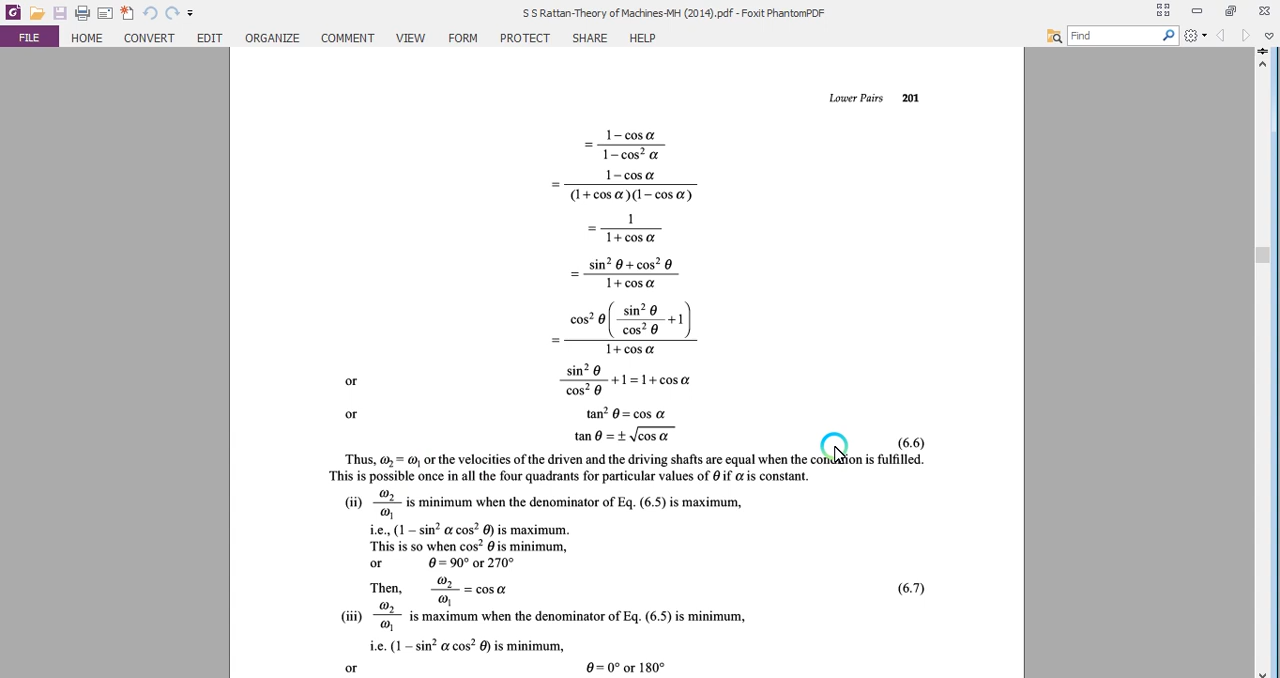 S S Rattan-Theory of Machines-MH (2014).pdf - Foxit PhantomPDF
FILE HOME CONVERT EDIT ORGANIZE COMMENT VIEW FORM PROTECT SHARE HELP Find
Lower Pairs 201
= (1 – cos α) / (1 – cos² α)
= (1 – cos α) / ((1 + cos α)(1 – cos α))
= 1 / (1 + cos α)
= (sin² θ + cos² θ) / (1 + cos α)
= cos² θ (sin² θ / cos² θ + 1) / (1 + cos α)
or sin² θ / cos² θ + 1 = 1 + cos α
or tan² θ = cos α
tan θ = ± √cos α (6.6)
Thus, ω₂ = ω₁ or the velocities of the driven and the driving shafts are equal when the condition is fulfilled.
This is possible once in all the four quadrants for particular values of θ if α is constant.
(ii) ω₂/ω₁ is minimum when the denominator of Eq. (6.5) is maximum,
i.e., (1 – sin² α cos² θ) is maximum.
This is so when cos² θ is minimum,
or θ = 90° or 270°
Then, ω₂/ω₁ = cos α (6.7)
(iii) ω₂/ω₁ is maximum when the denominator of Eq. (6.5) is minimum,
i.e. (1 – sin² α cos² θ) is minimum,
or θ = 0° or 180°